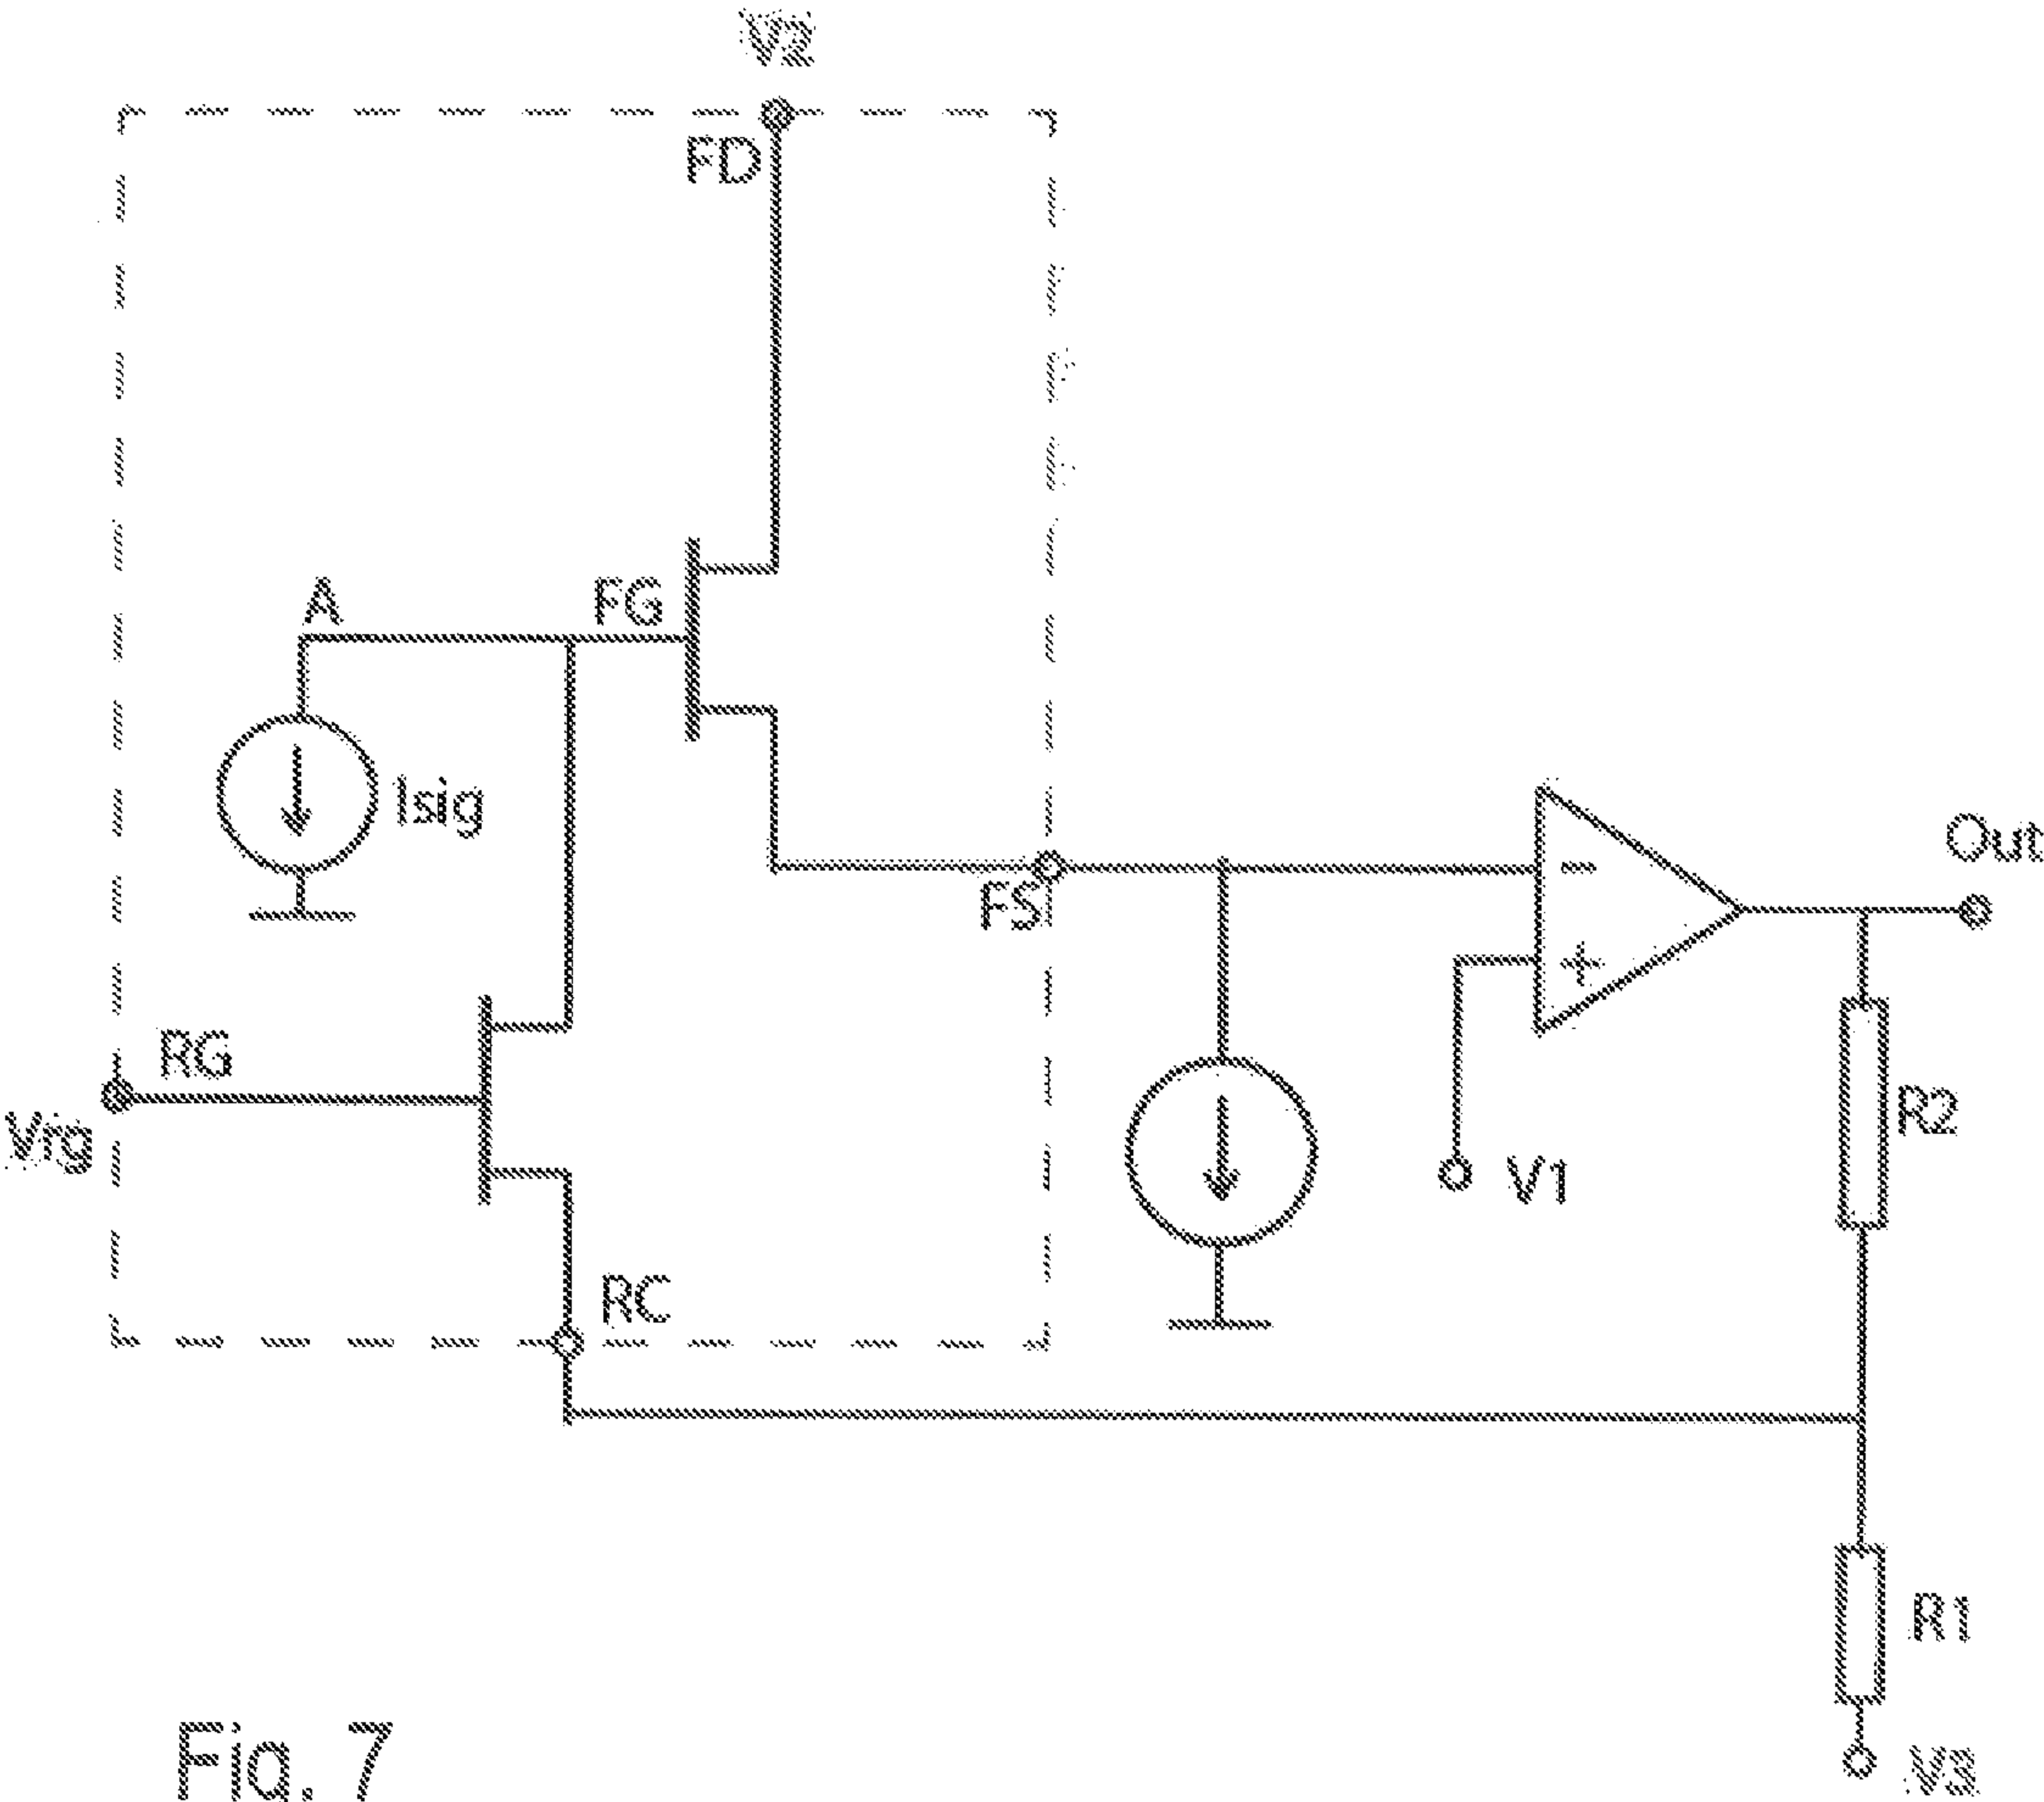 V2
FD
A
FG
Isig
Out
-
FS
+
RG
R2
Vrg
V1
RC
R1
V3
Fig. 7